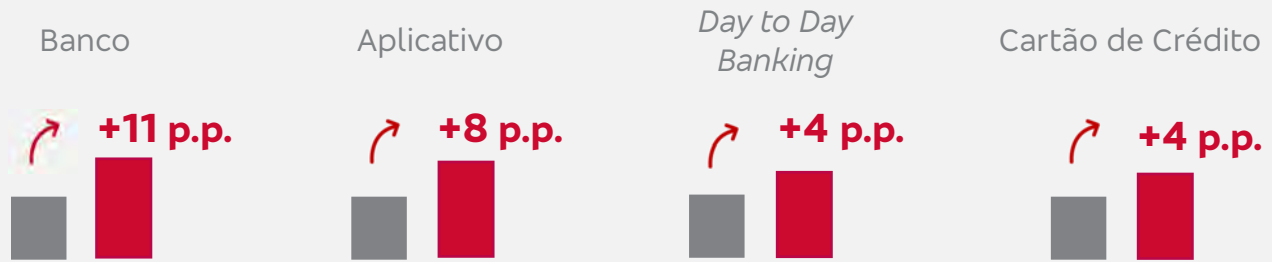 Banco
Aplicativo
Day to Day
Banking
Cartão de Crédito
+11 p.p.
+8 p.p.
+4 p.p.
+4 p.p.